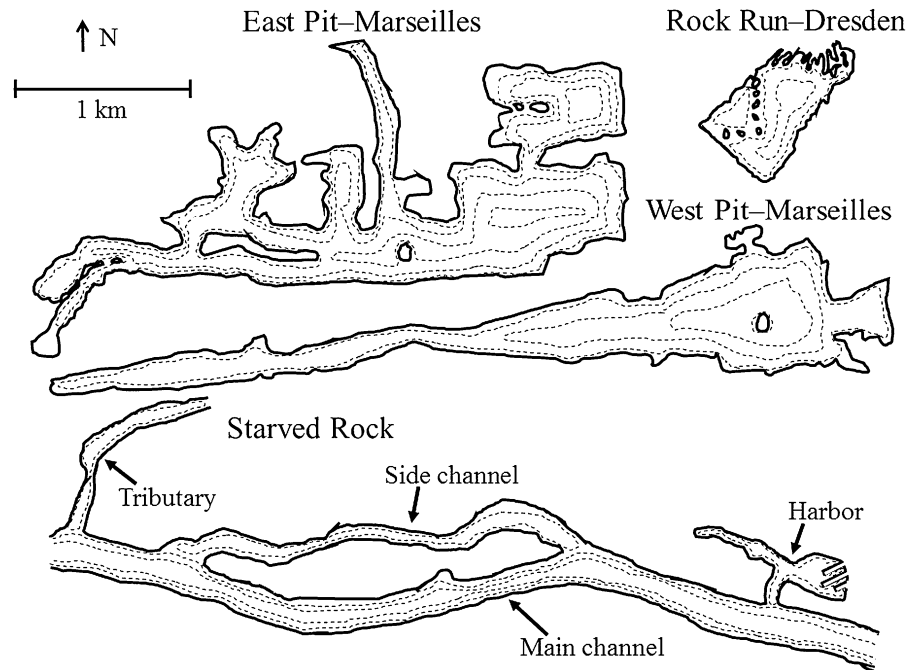 East Pit–Marseilles
Rock Run–Dresden
N
1 km
West Pit–Marseilles
Starved Rock
Side channel
Tributary
Harbor
Main channel